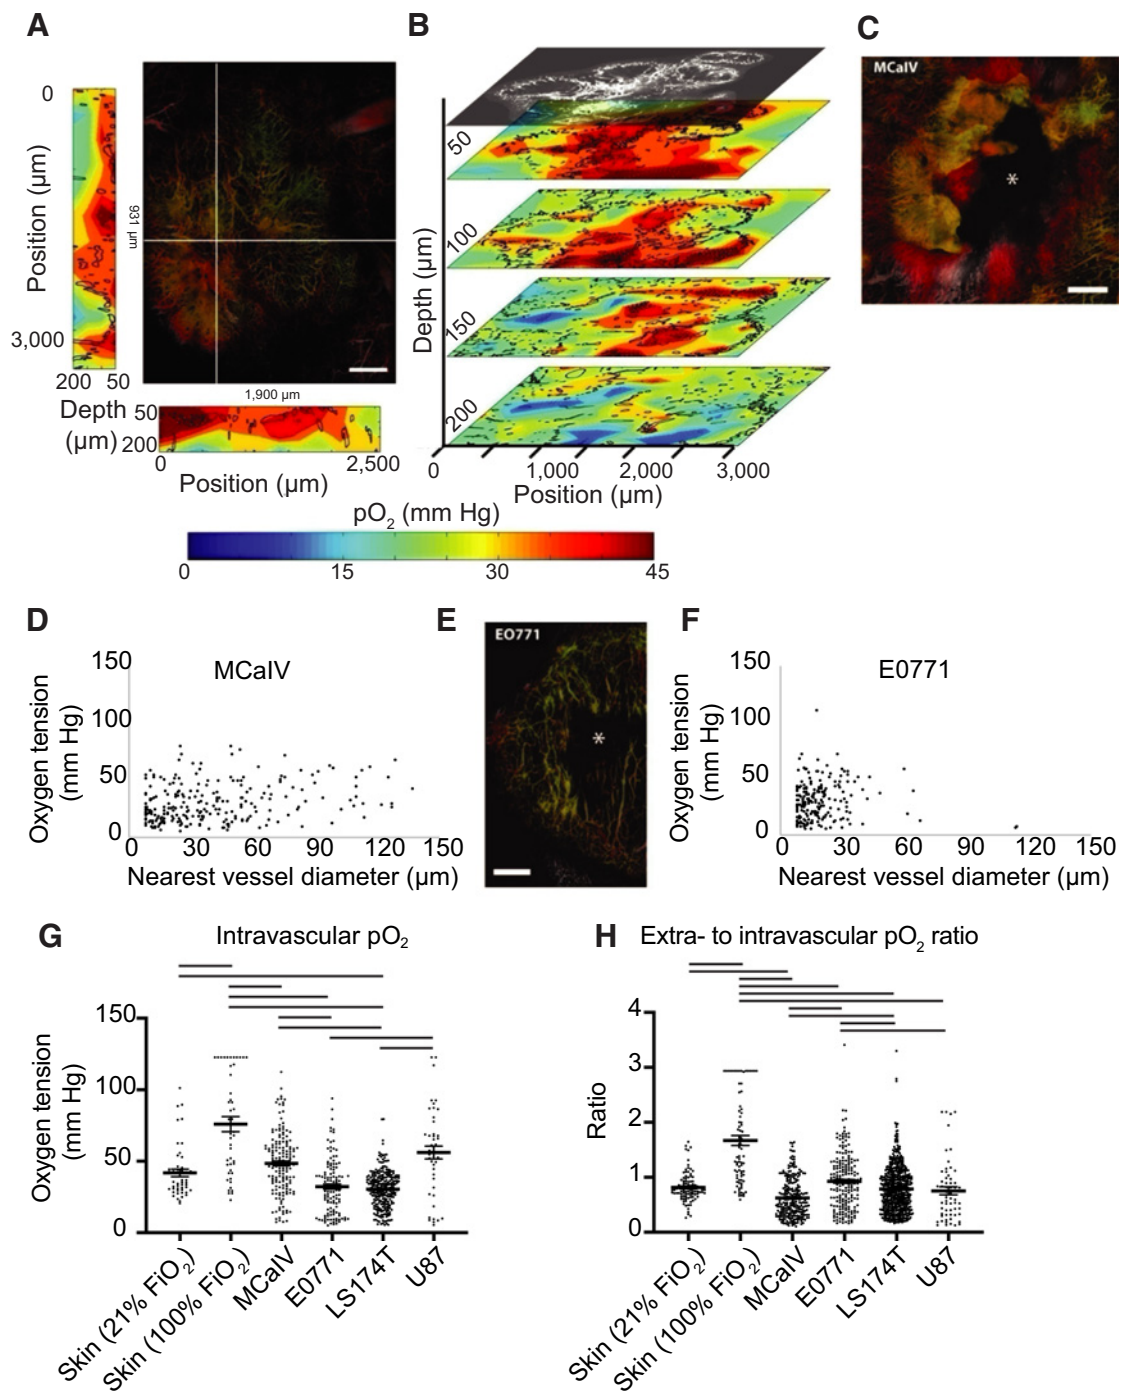 A
B
C
0
Position (µm)
3,000
200 50
931 µm
1,900 µm
Depth
(µm)
50
200
0
2,500
Position (µm)
Depth (µm)
50
100
150
200
0
1,000
2,000
3,000
Position (µm)
MCaIV
*
pO2 (mm Hg)
0
15
30
45
D
E
F
MCaIV
Oxygen tension
(mm Hg)
150
100
50
0
0
30
60
90
120
150
Nearest vessel diameter (µm)
EO771
*
E0771
Oxygen tension
(mm Hg)
150
100
50
0
0
30
60
90
120
150
Nearest vessel diameter (µm)
G
Intravascular pO2
Oxygen tension
(mm Hg)
150
100
50
0
Skin (21% FiO2)
Skin (100% FiO2)
MCaIV
E0771
LS174T
U87
H
Extra- to intravascular pO2 ratio
Ratio
4
3
2
1
0
Skin (21% FiO2)
Skin (100% FiO2)
MCaIV
E0771
LS174T
U87